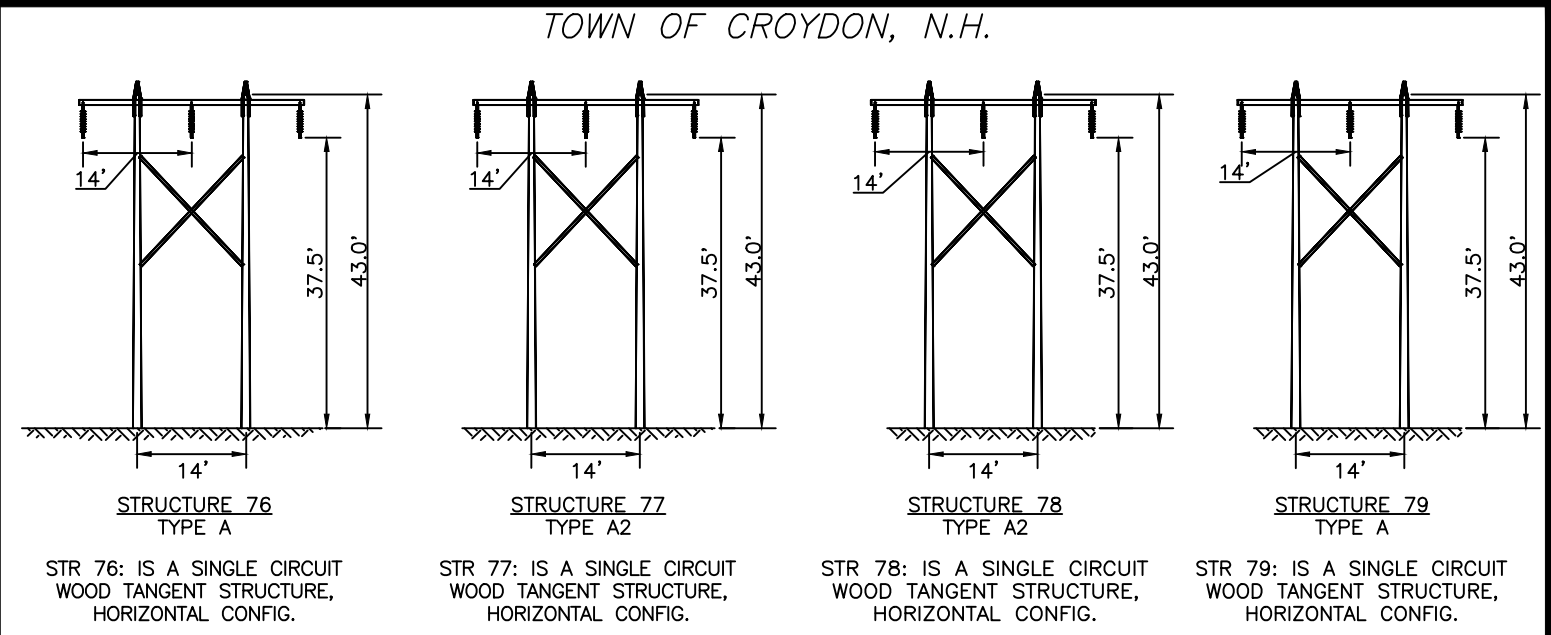 TOWN OF CROYDON, N.H.
14'
37.5'
43.0'
14'
STRUCTURE 76
TYPE A
STR 76: IS A SINGLE CIRCUIT
WOOD TANGENT STRUCTURE,
HORIZONTAL CONFIG.
14'
37.5'
43.0'
14'
STRUCTURE 77
TYPE A2
STR 77: IS A SINGLE CIRCUIT
WOOD TANGENT STRUCTURE,
HORIZONTAL CONFIG.
14'
37.5'
43.0'
14'
STRUCTURE 78
TYPE A2
STR 78: IS A SINGLE CIRCUIT
WOOD TANGENT STRUCTURE,
HORIZONTAL CONFIG.
14'
37.5'
43.0'
14'
STRUCTURE 79
TYPE A
STR 79: IS A SINGLE CIRCUIT
WOOD TANGENT STRUCTURE,
HORIZONTAL CONFIG.